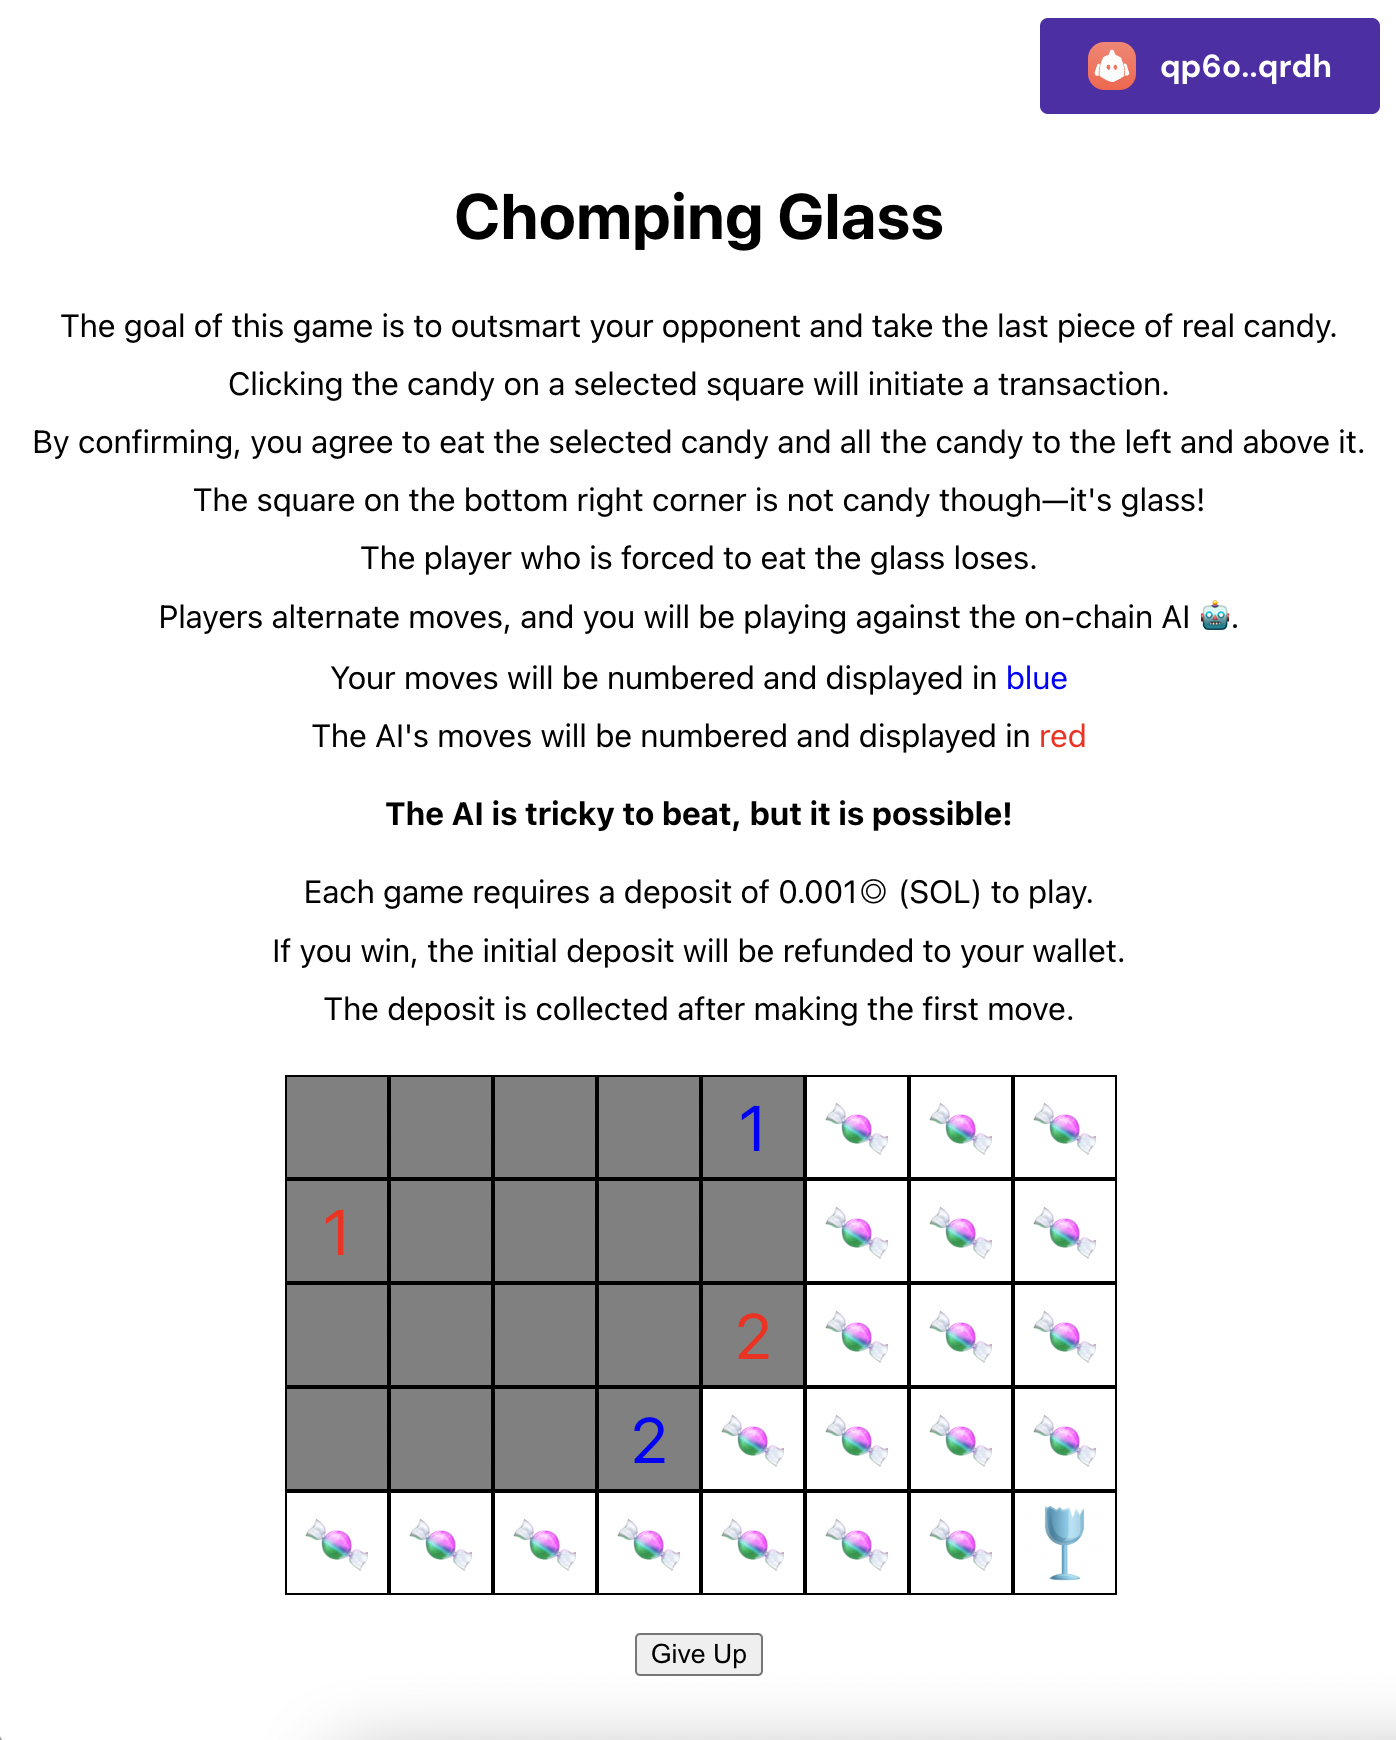 qp6o..qrdh
Chomping Glass
The goal of this game is to outsmart your opponent and take the last piece of real candy.
Clicking the candy on a selected square will initiate a transaction.
By confirming, you agree to eat the selected candy and all the candy to the left and above it.
The square on the bottom right corner is not candy though—it's glass!
The player who is forced to eat the glass loses.
Players alternate moves, and you will be playing against the on-chain AI 🤖.
Your moves will be numbered and displayed in blue
The AI's moves will be numbered and displayed in red
The AI is tricky to beat, but it is possible!
Each game requires a deposit of 0.001◎ (SOL) to play.
If you win, the initial deposit will be refunded to your wallet.
The deposit is collected after making the first move.
1
1
2
2
Give Up